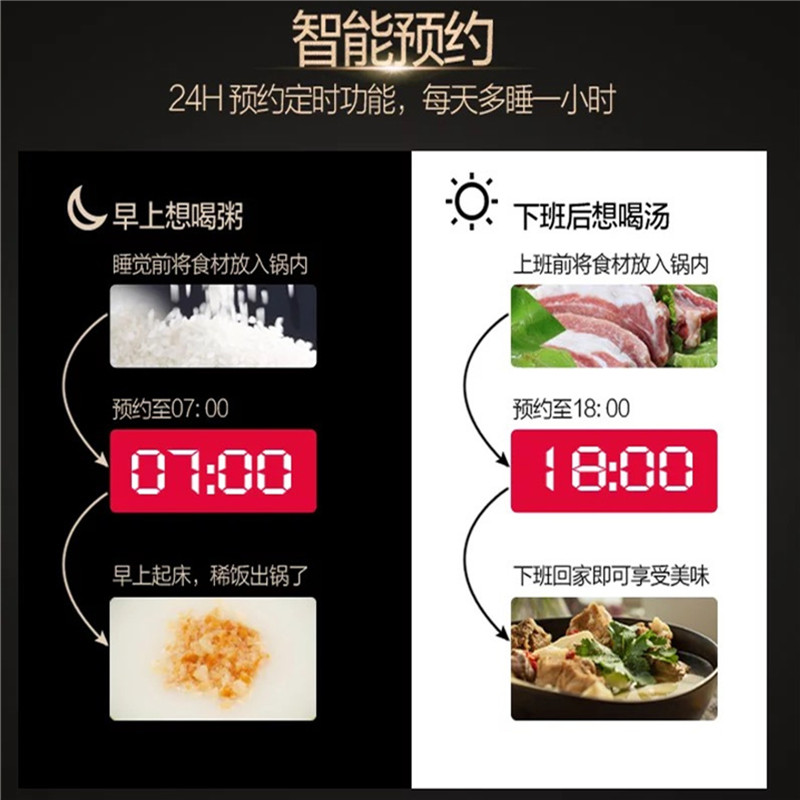 智能预约
24H 预约定时功能，每天多睡一小时
早上想喝粥
睡觉前将食材放入锅内
预约至07: 00
07:00
早上起床，稀饭出锅了
下班后想喝汤
上班前将食材放入锅内
预约至18: 00
18:00
下班回家即可享受美味